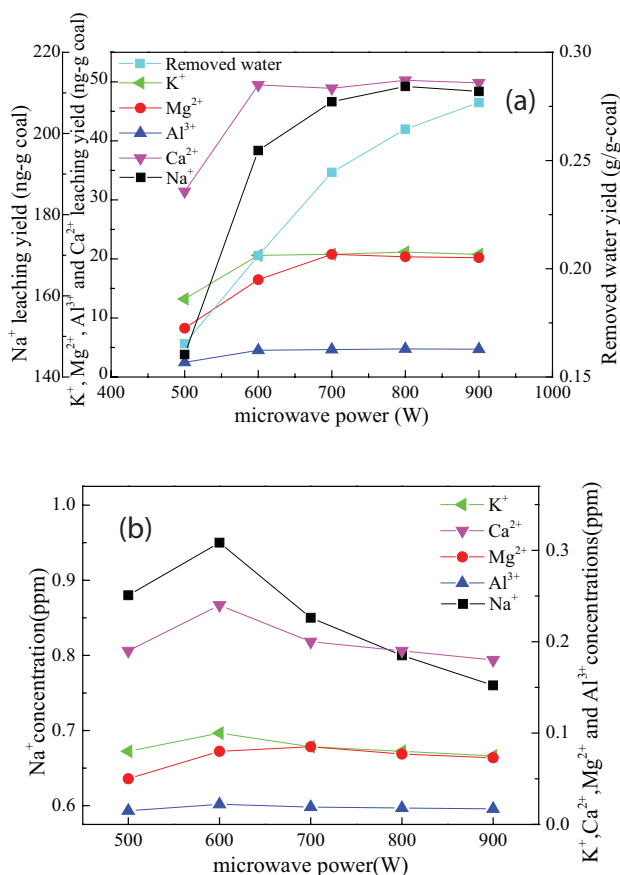 220
210
200
190
180
170
160
150
140
Na⁺ leaching yield (ng-g coal)
50
40
30
20
10
0
K⁺, Mg²⁺, Al³⁺ and Ca²⁺ leaching yield (ng-g coal)
Removed water
K⁺
Mg²⁺
Al³⁺
Ca²⁺
Na⁺
(a)
0.30
0.25
0.20
0.15
Removed water yield (g/g-coal)
400 500 600 700 800 900 1000
microwave power (W)
1.0
0.9
0.8
0.7
0.6
Na⁺concentration(ppm)
(b)
K⁺
Ca²⁺
Mg²⁺
Al³⁺
Na⁺
0.3
0.2
0.1
0.0
K⁺,Ca²⁺,Mg²⁺ and Al³⁺ concentrations(ppm)
500 600 700 800 900
microwave power(W)